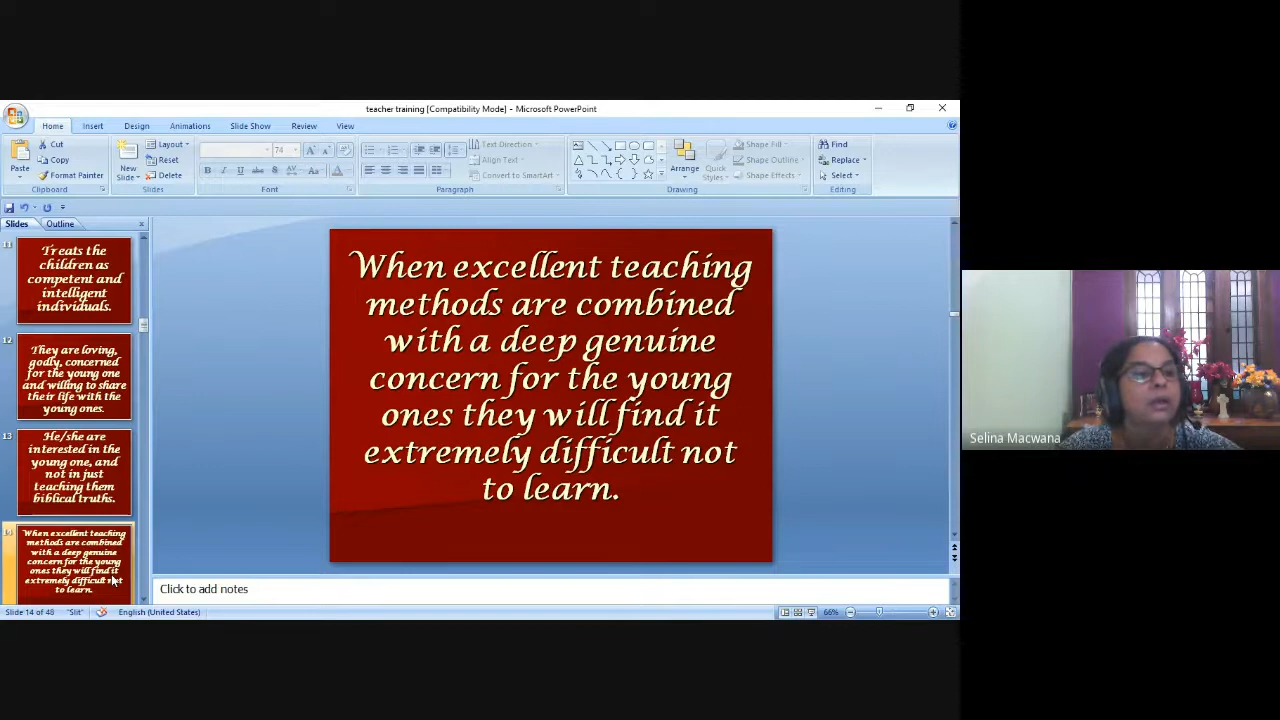 teacher training [Compatibility Mode] - Microsoft PowerPoint
Home Insert Design Animations Slide Show Review View
Paste
Cut
Copy
Format Painter
Clipboard
New
Slide
Layout
Reset
Delete
Slides
74
Font
Paragraph
Text Direction
Align Text
Convert to SmartArt
Arrange
Quick
Styles
Shape Fill
Shape Outline
Shape Effects
Drawing
Find
Replace
Select
Editing
Slides Outline
11
Treats the
children as
competent and
intelligent
individuals.
12
They are loving,
godly, concerned
for the young one
and willing to share
their life with the
young ones.
13
He/she are
interested in the
young one, and
not in just
teaching them
biblical truths.
14
When excellent teaching
methods are combined
with a deep genuine
concern for the young
ones they will find it
extremely difficult not
to learn.
When excellent teaching
methods are combined
with a deep genuine
concern for the young
ones they will find it
extremely difficult not
to learn.
Click to add notes
Slide 14 of 48 "Slit" English (United States) 66%
Selina Macwana